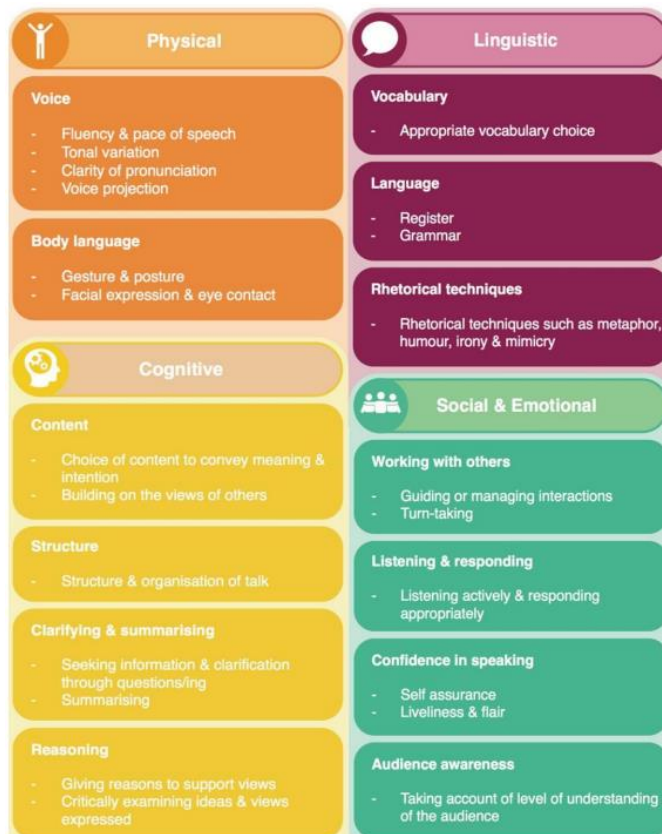 Physical
Voice
- Fluency & pace of speech
- Tonal variation
- Clarity of pronunciation
- Voice projection
Body language
- Gesture & posture
- Facial expression & eye contact
Cognitive
Content
- Choice of content to convey meaning &
intention
- Building on the views of others
Structure
- Structure & organisation of talk
Clarifying & summarising
- Seeking information & clarification
through questions/ing
- Summarising
Reasoning
- Giving reasons to support views
- Critically examining ideas & views
expressed
Linguistic
Vocabulary
- Appropriate vocabulary choice
Language
- Register
- Grammar
Rhetorical techniques
- Rhetorical techniques such as metaphor,
humour, irony & mimicry
Social & Emotional
Working with others
- Guiding or managing interactions
- Turn-taking
Listening & responding
- Listening actively & responding
appropriately
Confidence in speaking
- Self assurance
- Liveliness & flair
Audience awareness
- Taking account of level of understanding
of the audience